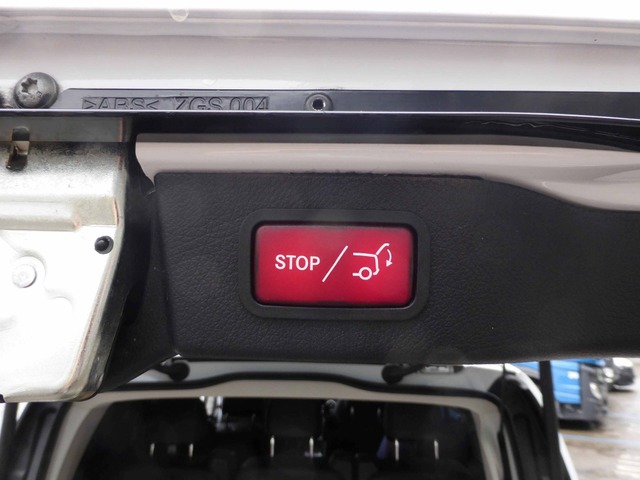 >ABS< ZGS 004
STOP /